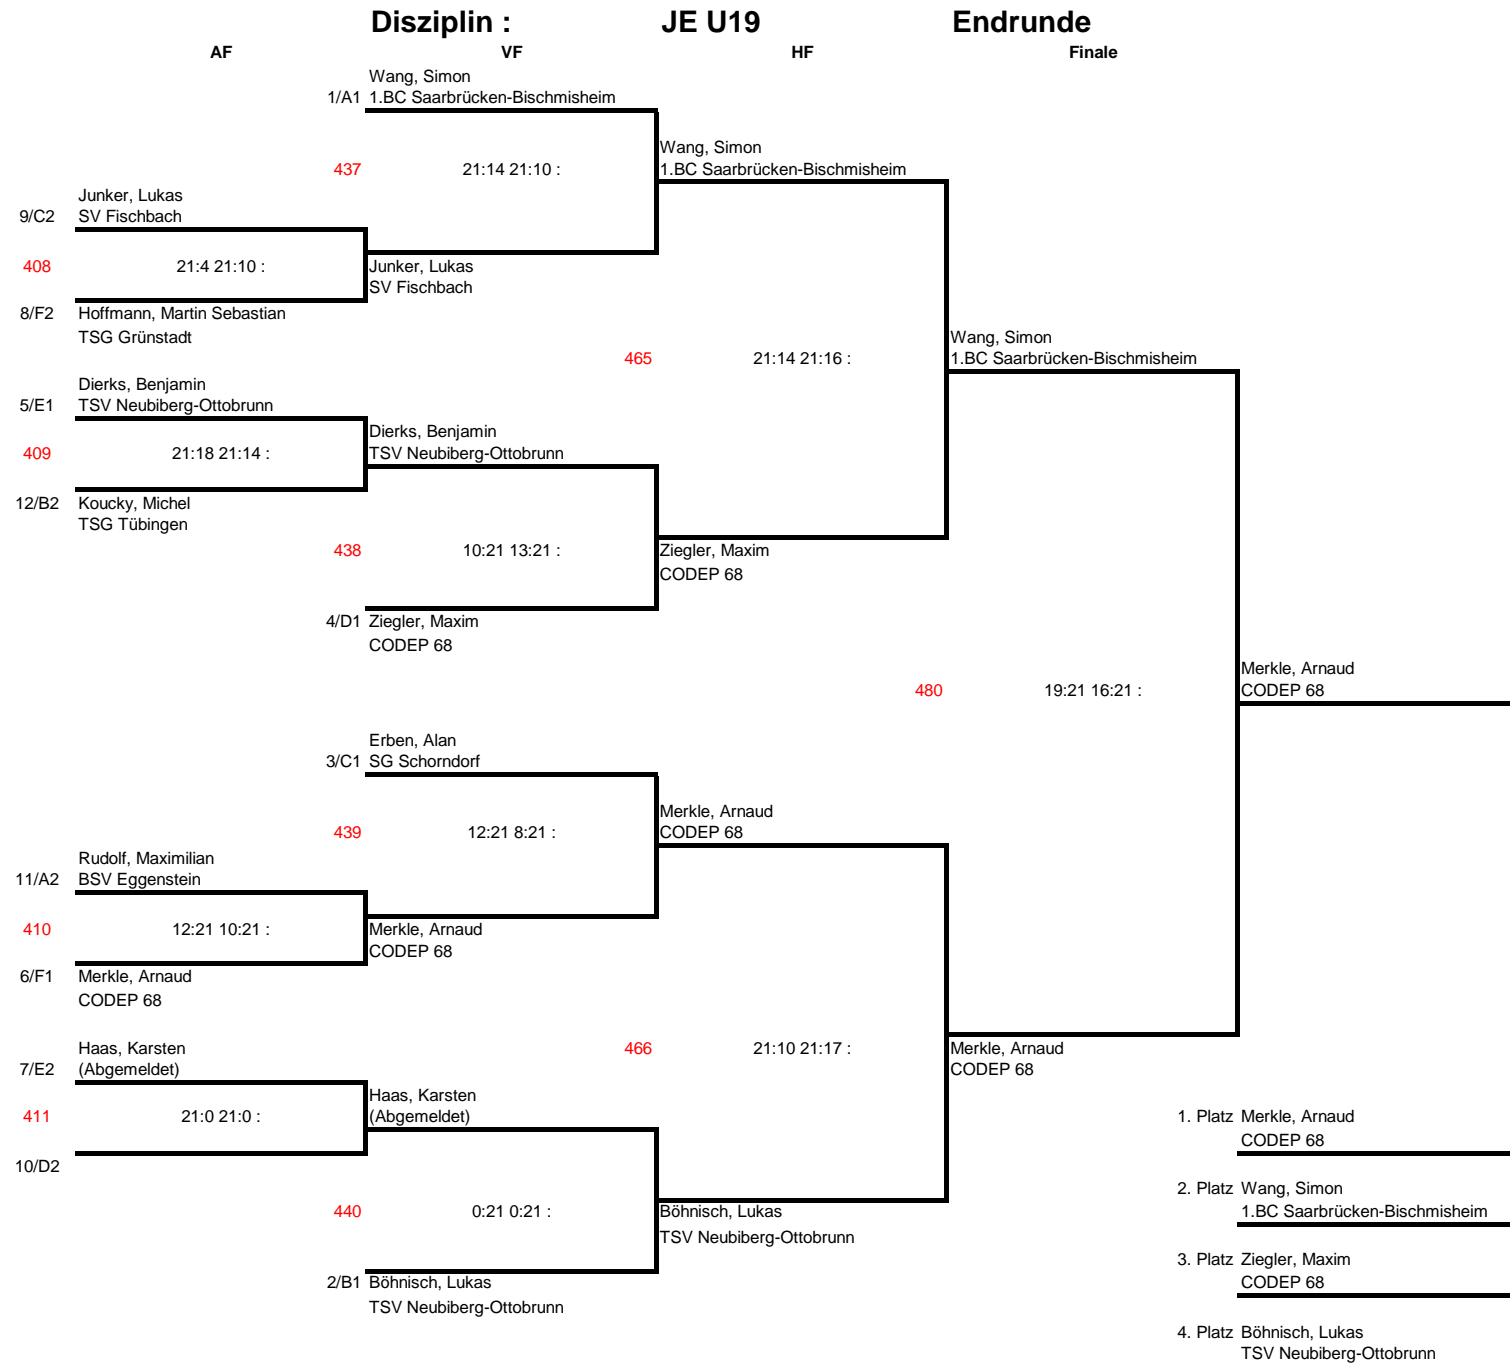 Disziplin : JE U19 Endrunde
AF VF HF Finale
Wang, Simon
1/A1 1.BC Saarbrücken-Bischmisheim
Wang, Simon
437 21:14 21:10 : 1.BC Saarbrücken-Bischmisheim
Junker, Lukas
9/C2 SV Fischbach
408 21:4 21:10 : Junker, Lukas
SV Fischbach
8/F2 Hoffmann, Martin Sebastian
TSG Grünstadt
Wang, Simon
465 21:14 21:16 : 1.BC Saarbrücken-Bischmisheim
Dierks, Benjamin
5/E1 TSV Neubiberg-Ottobrunn
Dierks, Benjamin
409 21:18 21:14 : TSV Neubiberg-Ottobrunn
12/B2 Koucky, Michel
TSG Tübingen
438 10:21 13:21 : Ziegler, Maxim
CODEP 68
4/D1 Ziegler, Maxim
CODEP 68
Merkle, Arnaud
480 19:21 16:21 : CODEP 68
Erben, Alan
3/C1 SG Schorndorf
Merkle, Arnaud
439 12:21 8:21 : CODEP 68
Rudolf, Maximilian
11/A2 BSV Eggenstein
410 12:21 10:21 : Merkle, Arnaud
CODEP 68
6/F1 Merkle, Arnaud
CODEP 68
Haas, Karsten
7/E2 (Abgemeldet)
466 21:10 21:17 : Merkle, Arnaud
CODEP 68
Haas, Karsten
411 21:0 21:0 : (Abgemeldet)
10/D2
1. Platz Merkle, Arnaud
CODEP 68
2. Platz Wang, Simon
1.BC Saarbrücken-Bischmisheim
440 0:21 0:21 : Böhnisch, Lukas
TSV Neubiberg-Ottobrunn
3. Platz Ziegler, Maxim
CODEP 68
2/B1 Böhnisch, Lukas
TSV Neubiberg-Ottobrunn
4. Platz Böhnisch, Lukas
TSV Neubiberg-Ottobrunn